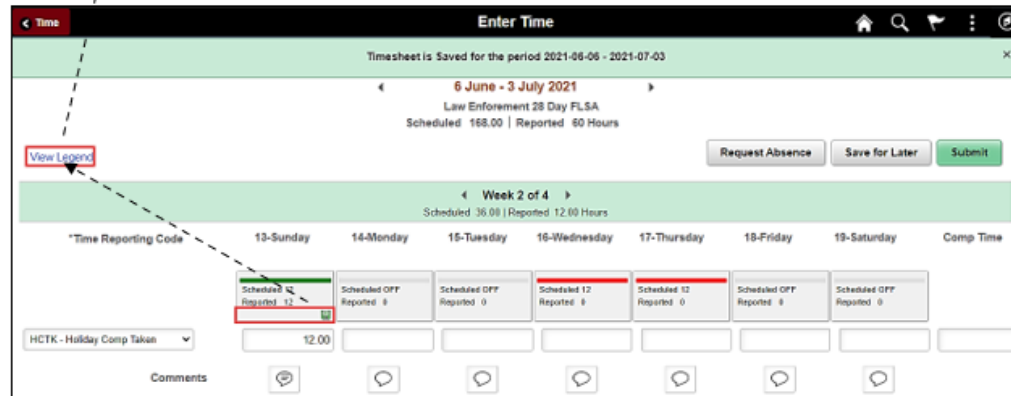 Time
Enter Time
Timesheet is Saved for the period 2021-06-06 - 2021-07-03
×
6 June - 3 July 2021
Law Enforement 28 Day FLSA
Scheduled 168.00 | Reported 60 Hours
View Legend
Request Absence
Save for Later
Submit
Week 2 of 4
Scheduled 36.00 | Reported 12.00 Hours
*Time Reporting Code 13-Sunday 14-Monday 15-Tuesday 16-Wednesday 17-Thursday 18-Friday 19-Saturday Comp Time
Scheduled 12 Scheduled OFF Scheduled OFF Scheduled 12 Scheduled 12 Scheduled OFF Scheduled OFF
Reported 12 Reported 0 Reported 0 Reported 0 Reported 0 Reported 0 Reported 0
HCTK - Holiday Comp Taken 12.00
Comments